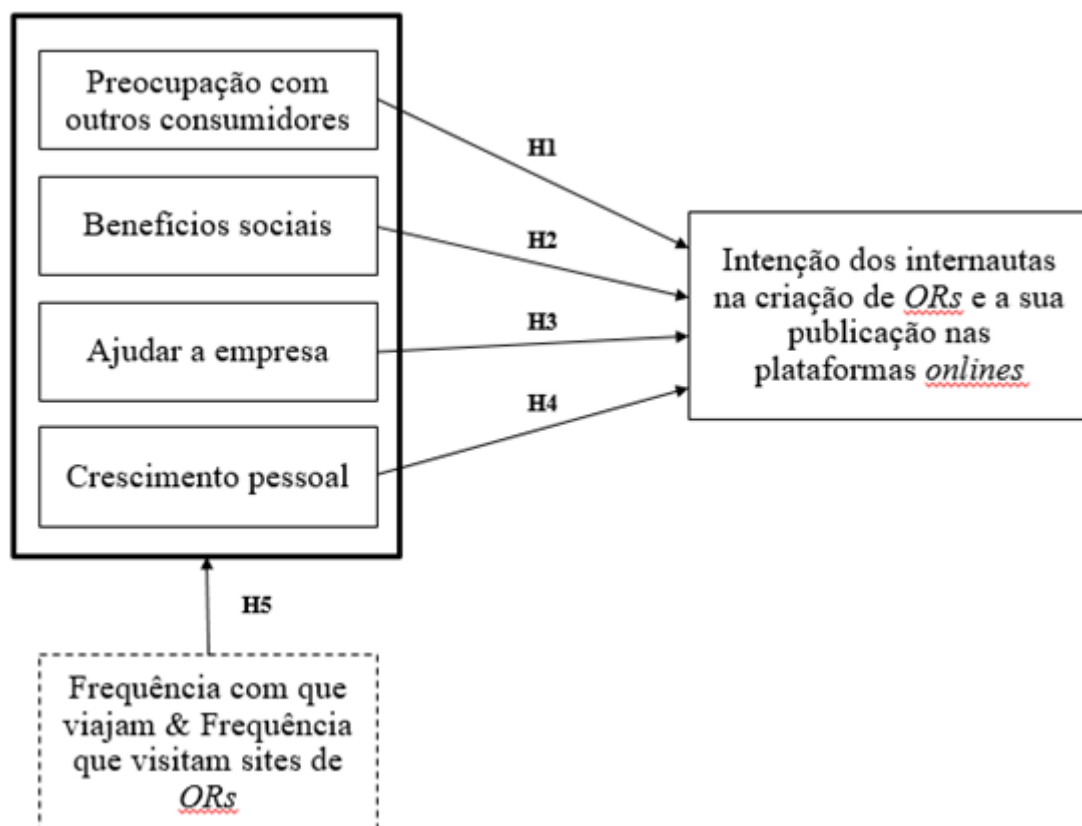 Preocupação com
outros consumidores
H1
Benefícios sociais
H2
Intenção dos internautas
na criação de ORs e a sua
publicação nas
plataformas onlines
Ajudar a empresa
H3
H4
Crescimento pessoal
H5
Frequência com que
viajam & Frequência
que visitam sites de
ORs